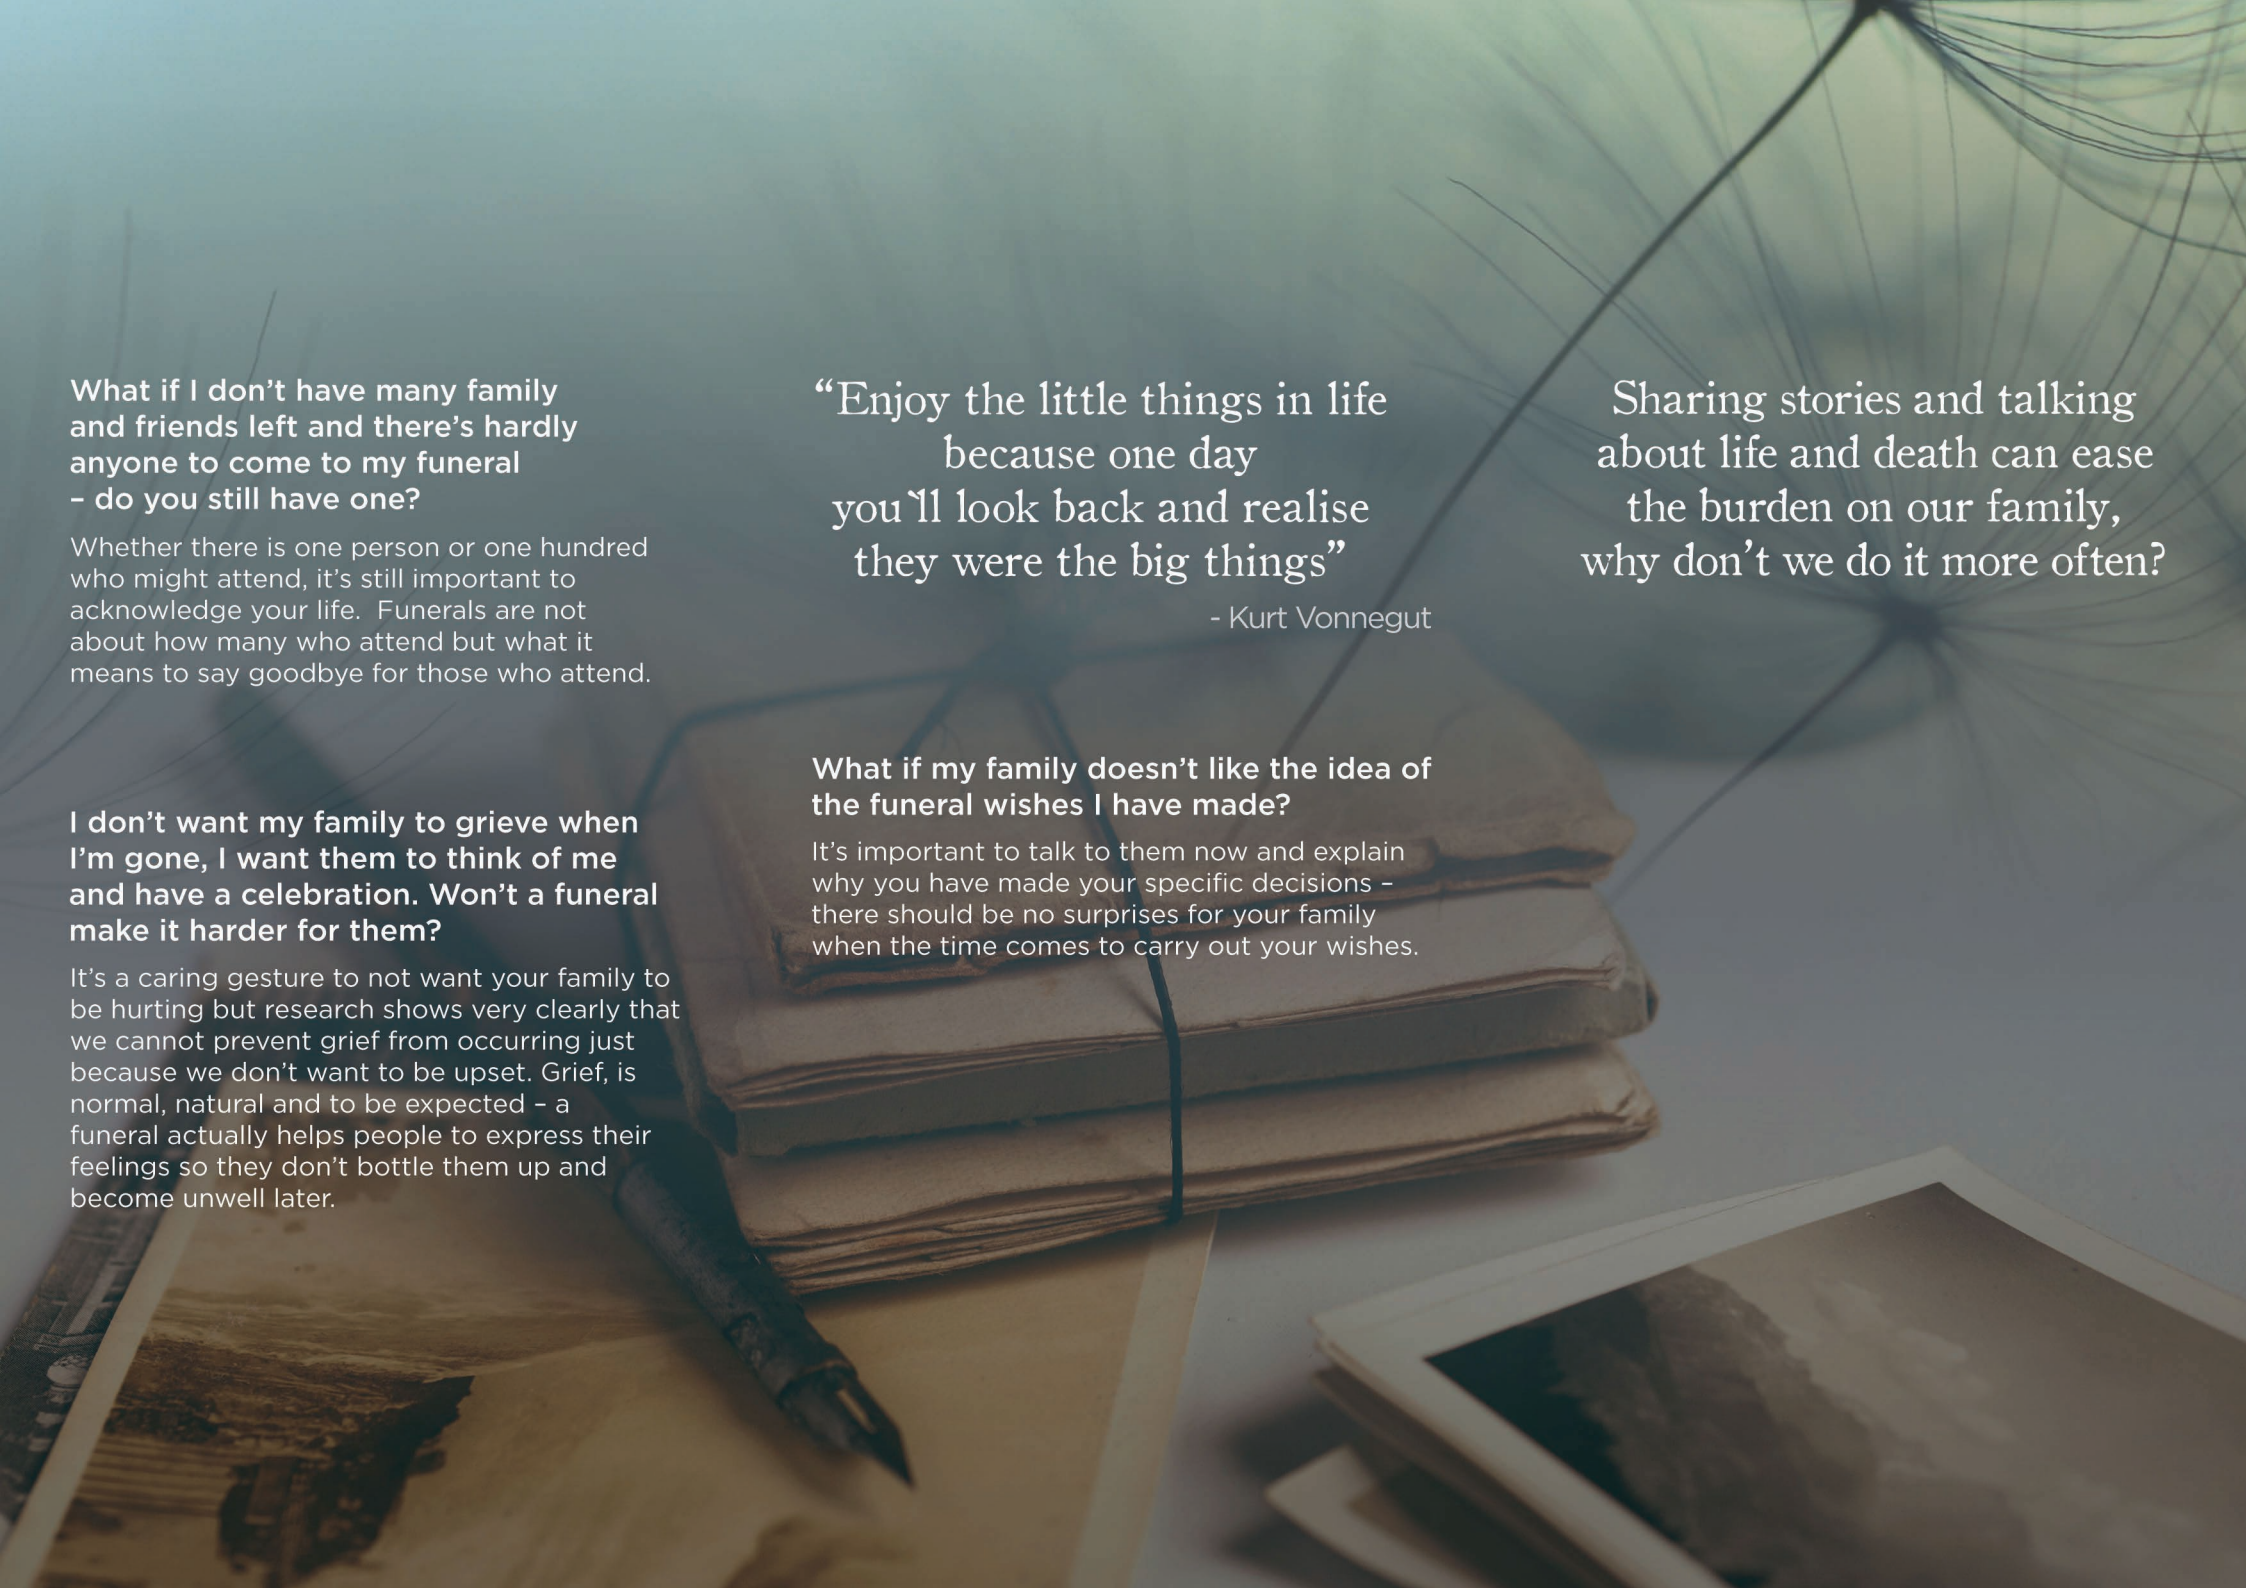 What if I don’t have many family
and friends left and there’s hardly
anyone to come to my funeral
– do you still have one?
Whether there is one person or one hundred
who might attend, it’s still important to
acknowledge your life.  Funerals are not
about how many who attend but what it
means to say goodbye for those who attend.
I don’t want my family to grieve when
I’m gone, I want them to think of me
and have a celebration. Won’t a funeral
make it harder for them?
It’s a caring gesture to not want your family to
be hurting but research shows very clearly that
we cannot prevent grief from occurring just
because we don’t want to be upset. Grief, is
normal, natural and to be expected – a
funeral actually helps people to express their
feelings so they don’t bottle them up and
become unwell later.
“Enjoy the little things in life
because one day
you‵ll look back and realise
they were the big things”
- Kurt Vonnegut
What if my family doesn’t like the idea of
the funeral wishes I have made?
It’s important to talk to them now and explain
why you have made your specific decisions –
there should be no surprises for your family
when the time comes to carry out your wishes.
Sharing stories and talking
about life and death can ease
the burden on our family,
why don’t we do it more often?